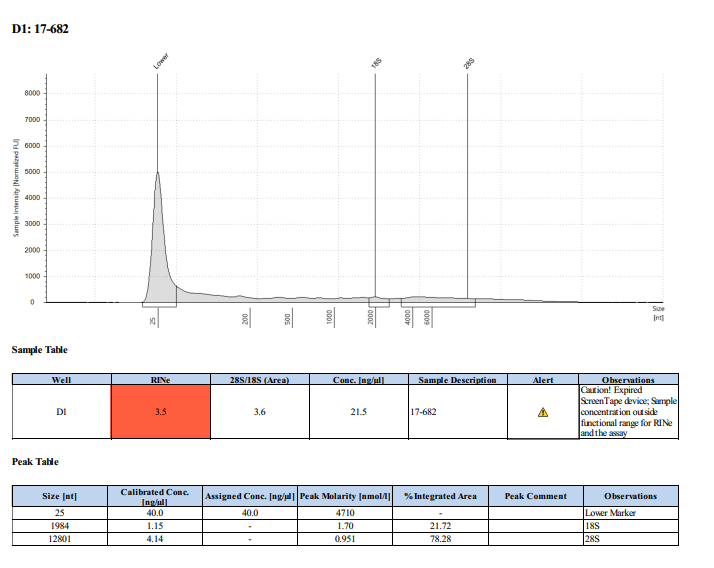 D1: 17-682
Lower
18S
28S
Sample Intensity [Normalized FU]
8000
7000
6000
5000
4000
3000
2000
1000
0
25
200
500
1000
2000
4000
6000
Size
[nt]
Sample Table
Well RINe 28S/18S (Area) Conc. [ng/µl] Sample Description Alert Observations
D1 3.5 3.6 21.5 17-682
Caution! Expired
ScreenTape device; Sample
concentration outside
functional range for RINe
and the assay
Peak Table
Size [nt] Calibrated Conc. [ng/µl] Assigned Conc. [ng/µl] Peak Molarity [nmol/l] % Integrated Area Peak Comment Observations
25 40.0 40.0 4710 - Lower Marker
1984 1.15 - 1.70 21.72 18S
12801 4.14 - 0.951 78.28 28S